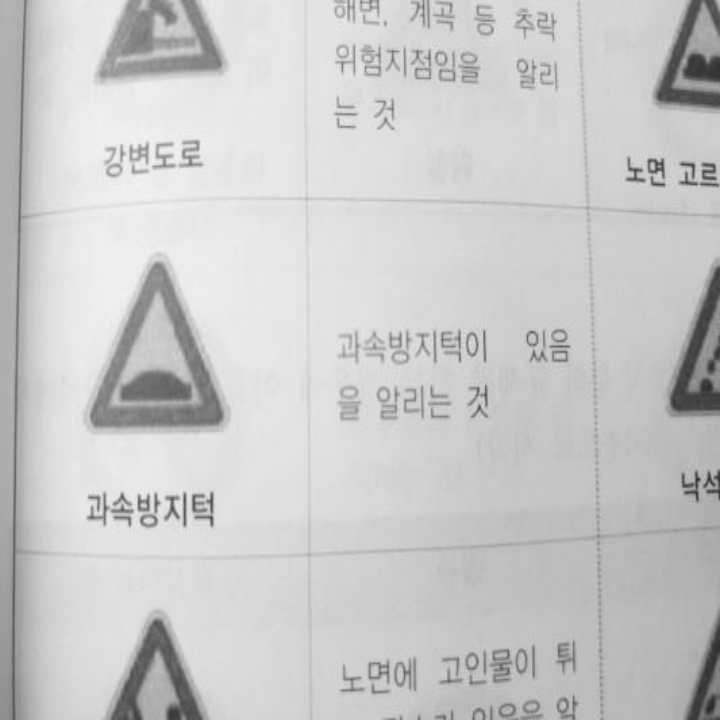 해면, 계곡 등 추락
위험지점임을 알리
는 것
강변도로
노면 고르
과속방지턱이 있음
을 알리는 것
과속방지턱
낙석
노면에 고인물이 튀